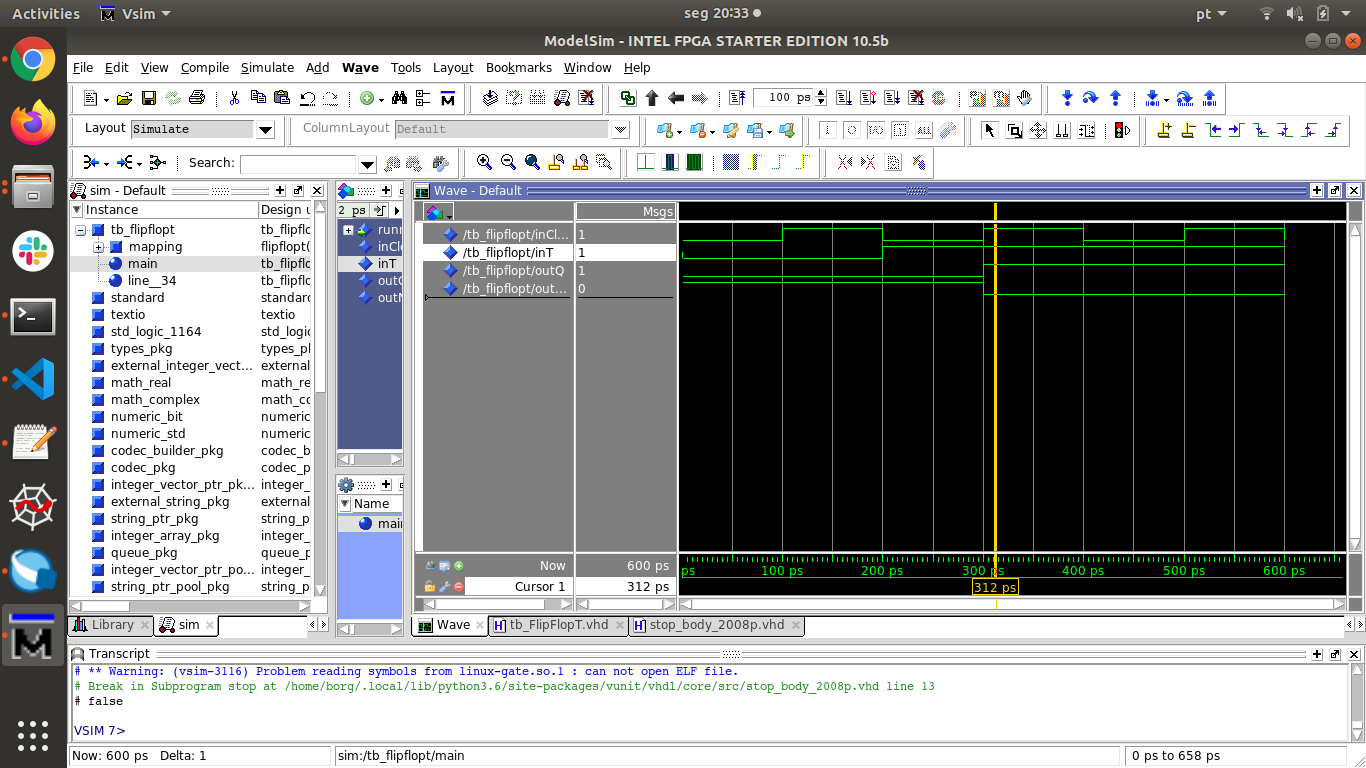 Activities Vsim seg 20:33 pt
ModelSim - INTEL FPGA STARTER EDITION 10.5b
File Edit View Compile Simulate Add Wave Tools Layout Bookmarks Window Help
100 ps
Layout Simulate ColumnLayout Default
Search:
sim - Default
Instance Design u
tb_flipflopt tb_flipflo
mapping flipflopt(
main tb_flipflo
line__34 tb_flipflo
standard standard
textio textio
std_logic_1164 std_logic
types_pkg types_pl
external_integer_vect... external_
math_real math_re
math_complex math_co
numeric_bit numeric_
numeric_std numeric_
codec_builder_pkg codec_b
codec_pkg codec_p
integer_vector_ptr_pk... integer_
external_string_pkg external_
string_ptr_pkg string_pt
integer_array_pkg integer_
queue_pkg queue_p
integer_vector_ptr_po... integer_
string_ptr_pool_pkg string_pt
Library sim
2 ps
runn
inClo
inT
outQ
outN
Name
main
Wave - Default
Msgs
/tb_flipflopt/inCl... 1
/tb_flipflopt/inT 1
/tb_flipflopt/outQ 1
/tb_flipflopt/out... 0
Now 600 ps
ps 100 ps 200 ps 300 ps 400 ps 500 ps 600 ps
Cursor 1 312 ps
312 ps
Wave tb_FlipFlopT.vhd stop_body_2008p.vhd
Transcript
# ** Warning: (vsim-3116) Problem reading symbols from linux-gate.so.1 : can not open ELF file.
# Break in Subprogram stop at /home/borg/.local/lib/python3.6/site-packages/vunit/vhdl/core/src/stop_body_2008p.vhd line 13
# false
VSIM 7>
Now: 600 ps Delta: 1 sim:/tb_flipflopt/main 0 ps to 658 ps